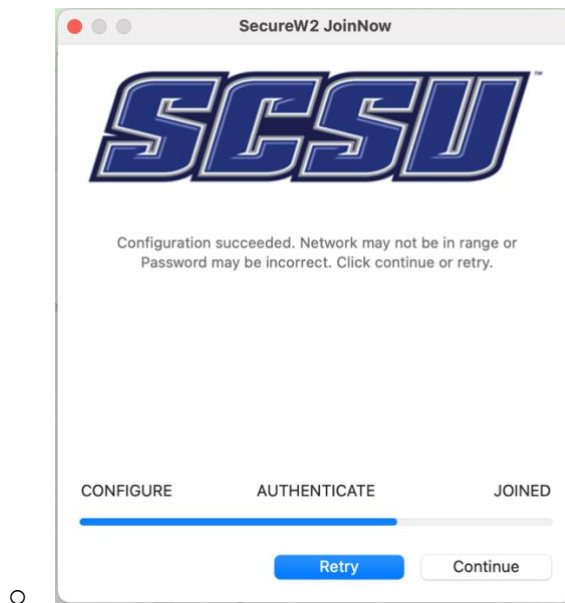 SecureW2 JoinNow
SCSU™
Configuration succeeded. Network may not be in range or
Password may be incorrect. Click continue or retry.
CONFIGURE AUTHENTICATE JOINED
Retry Continue